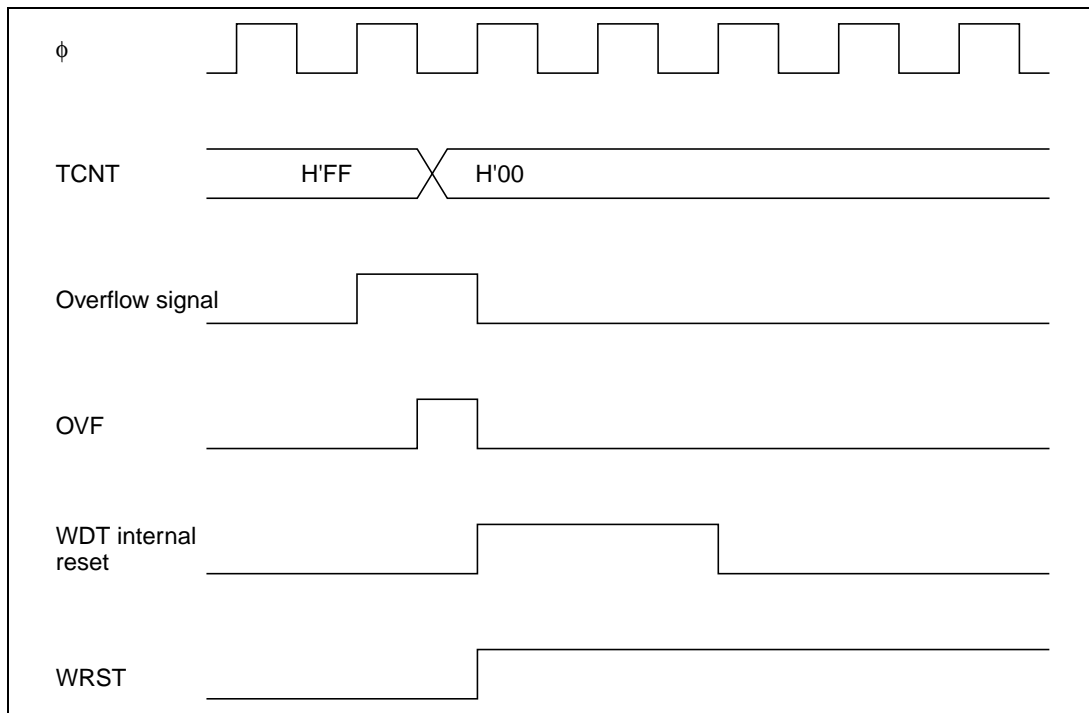 ϕ
TCNT
H'FF
H'00
Overflow signal
OVF
WDT internal
reset
WRST